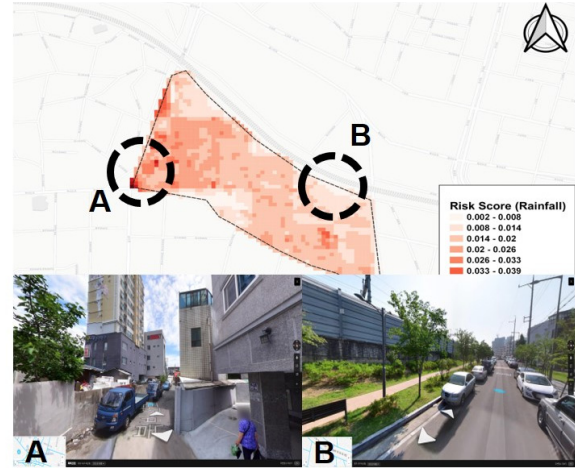 B
A
Risk Score (Rainfall)
0.002 - 0.008
0.008 - 0.014
0.014 - 0.02
0.02 - 0.026
0.026 - 0.033
0.033 - 0.039
A
B